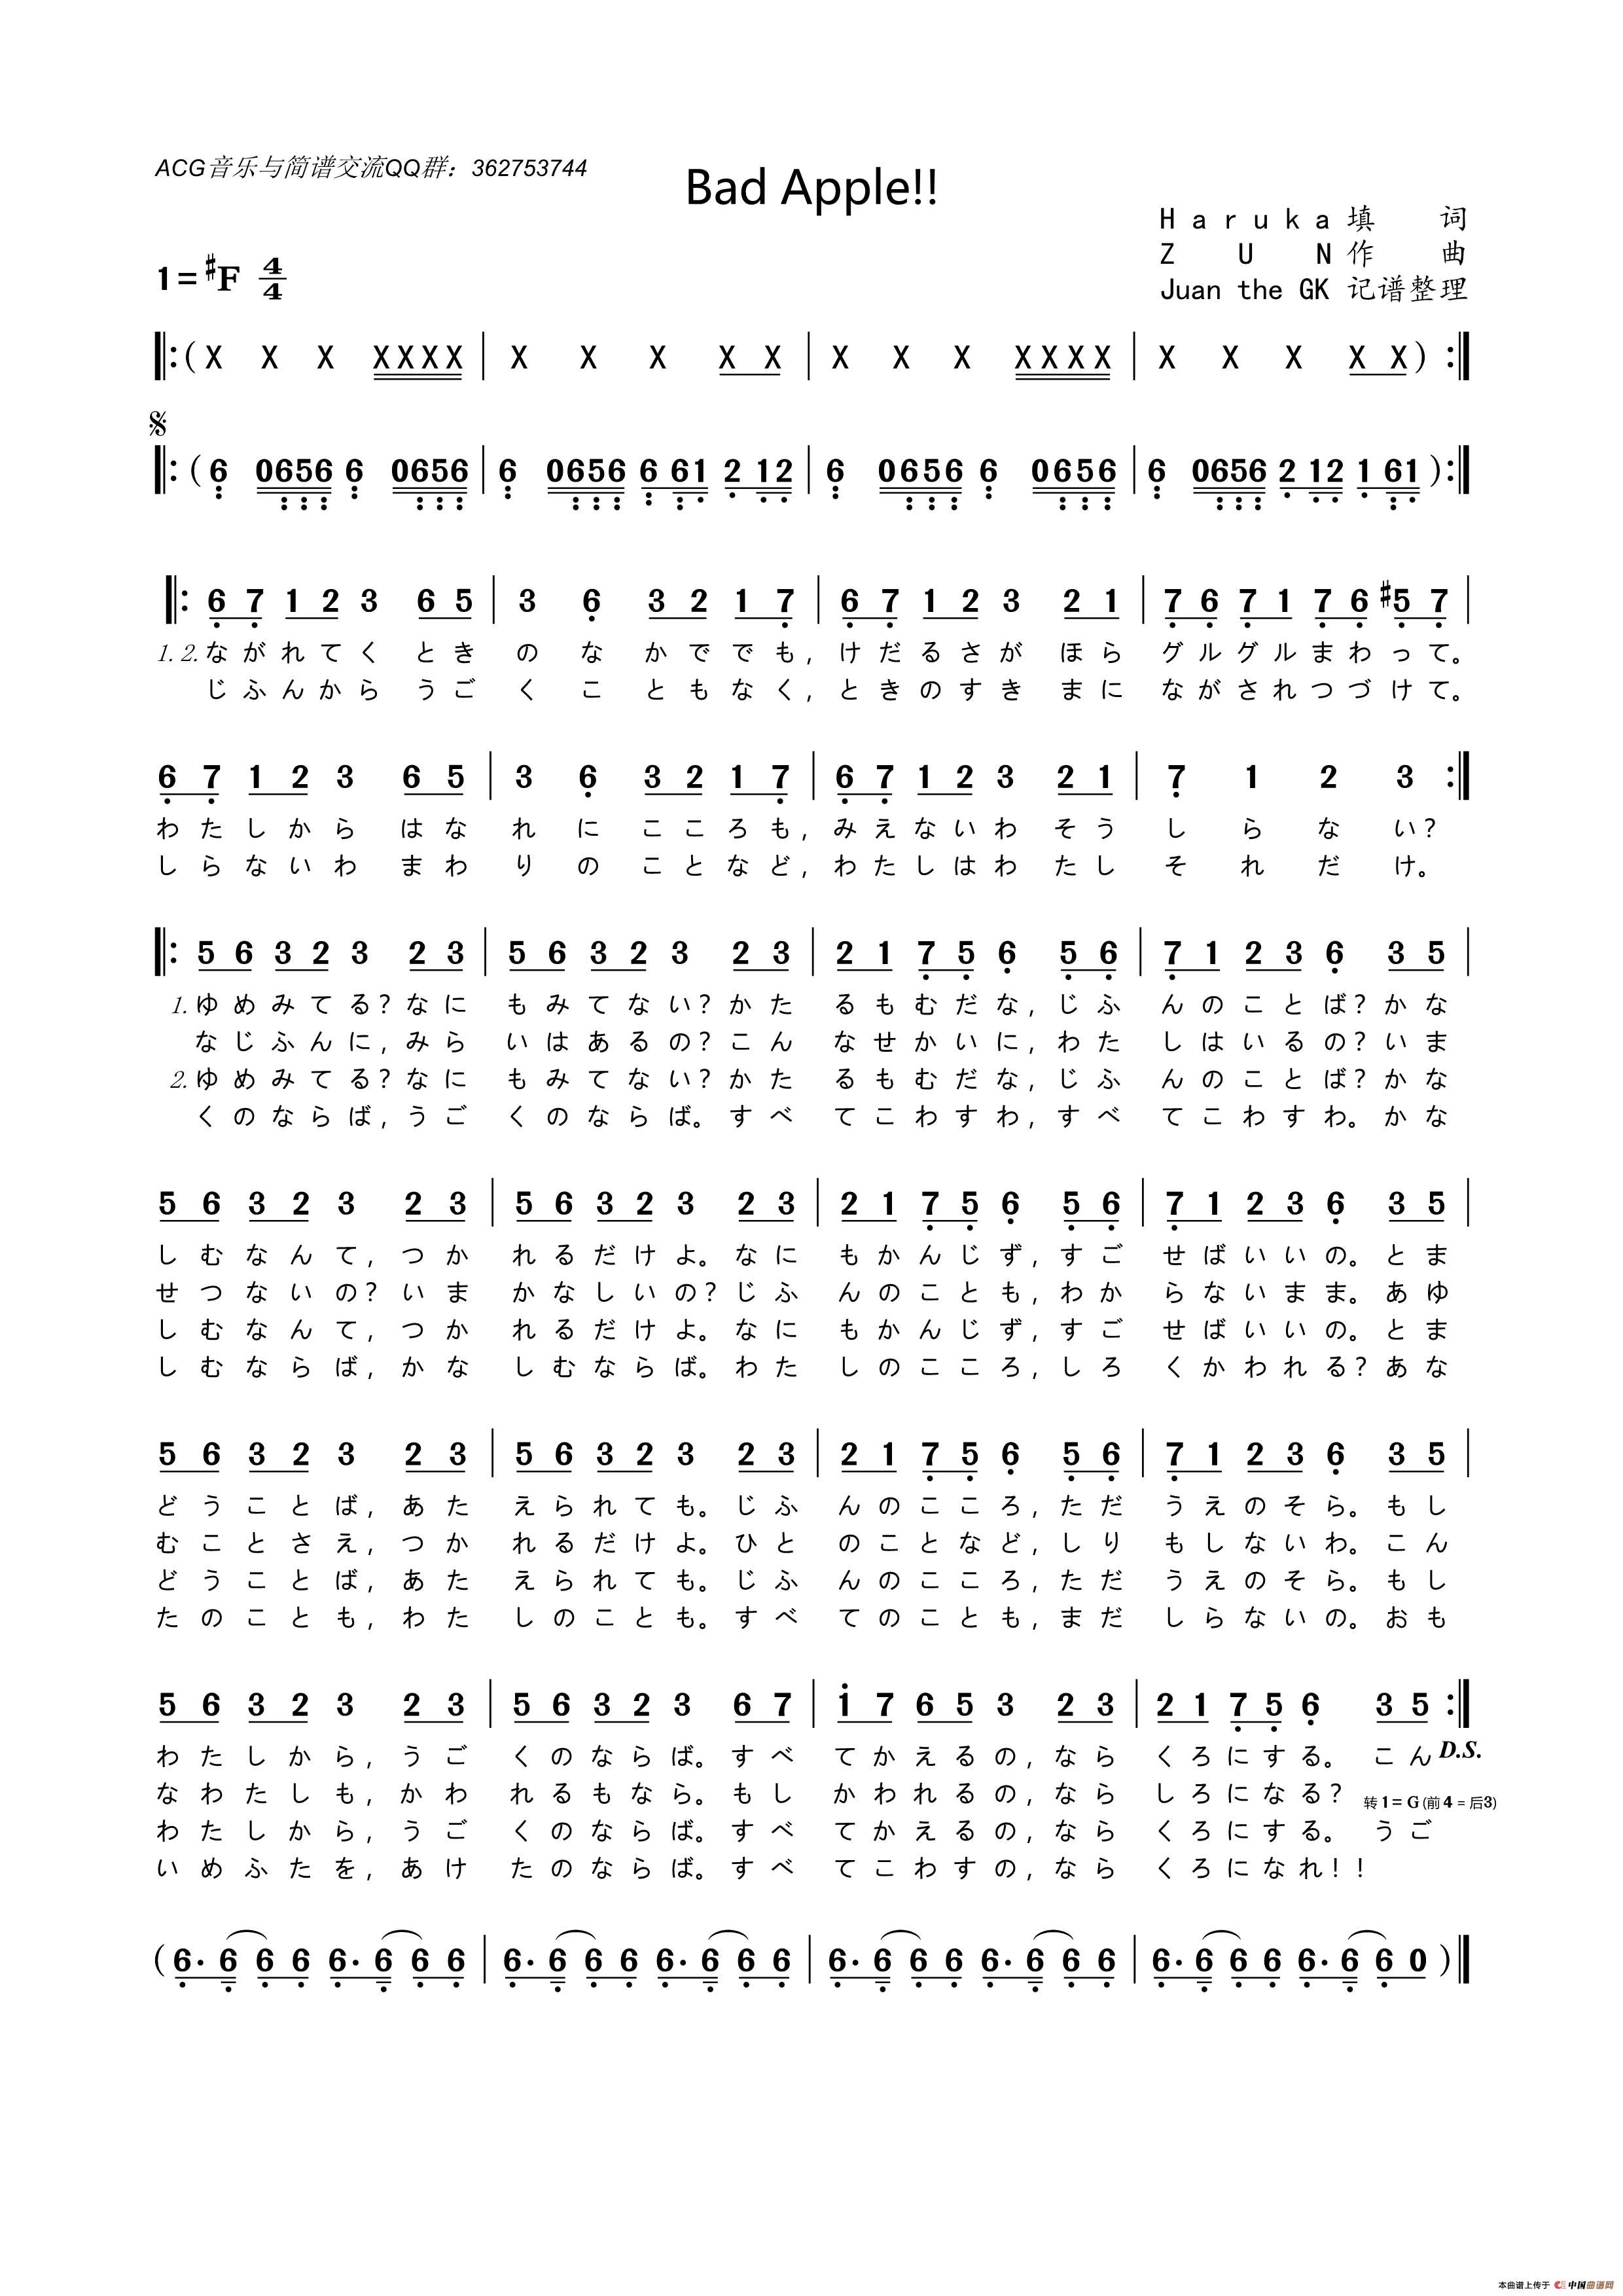 ACG音乐与简谱交流QQ群：362753744
Bad Apple!!
Haruka填 词
Z U N作 曲
Juan the GK 记谱整理
1=♯F 4/4
(X X X XXXX | X X X X X | X X X XXXX | X X X X X)
(6 0656 6 0656 | 6 0656 6 61 2 12 | 6 0656 6 0656 | 6 0656 2 12 1 61)
6 7 1 2 3 6 5 | 3 6 3 2 1 7 | 6 7 1 2 3 2 1 | 7 6 7 1 7 6 ♯5 7 |
1. 2. ながれてく とき の な かででも, けだるさが ほら グルグルまわって。
じふんから うご く こ ともなく, ときのすき まに ながされつづけて。
6 7 1 2 3 6 5 | 3 6 3 2 1 7 | 6 7 1 2 3 2 1 | 7 1 2 3
わたしから はな れ に こころも, みえないわ そう し ら な い?
しらないわ まわ り の ことなど, わたしはわ たし そ れ だ け。
5 6 3 2 3 2 3 | 5 6 3 2 3 2 3 | 2 1 7 5 6 5 6 | 7 1 2 3 6 3 5 |
1. ゆめみてる? なに もみてない? かた るもむだな, じふ んのことば? かな
なじふんに, みら いはあるの? こん なせかいに, わた しはいるの? いま
2. ゆめみてる? なに もみてない? かた るもむだな, じふ んのことば? かな
くのならば, うご くのならば。 すべ てこわすわ, すべ てこわすわ。 かな
5 6 3 2 3 2 3 | 5 6 3 2 3 2 3 | 2 1 7 5 6 5 6 | 7 1 2 3 6 3 5 |
しむなんて, つか れるだけよ。 なに もかんじず, すご せばいいの。 とま
せつないの? いま かなしいの? じふ んのことも, わか らないまま。 あゆ
しむなんて, つか れるだけよ。 なに もかんじず, すご せばいいの。 とま
しむならば, かな しむならば。 わた しのこころ, しろ くかわれる? あな
5 6 3 2 3 2 3 | 5 6 3 2 3 2 3 | 2 1 7 5 6 5 6 | 7 1 2 3 6 3 5 |
どうことば, あた えられても。 じふ んのこころ, ただ うえのそら。 もし
むことさえ, つか れるだけよ。 ひと のことなど, しり もしないわ。 こん
どうことば, あた えられても。 じふ んのこころ, ただ うえのそら。 もし
たのことも, わた しのことも。 すべ てのことも, まだ しらないの。 おも
5 6 3 2 3 2 3 | 5 6 3 2 3 6 7 | 1 7 6 5 3 2 3 | 2 1 7 5 6 3 5
わたしから, うご くのならば。 すべ てかえるの, なら くろにする。 こん D.S.
なわたしも, かわ れるもなら。 もし かわれるの, なら しろになる? 转 1=G (前 4 = 后3)
わたしから, うご くのならば。 すべ てかえるの, なら くろにする。 うご
いめふたを, あけ たのならば。 すべ てこわすの, なら くろになれ!!
(6· 6 6 6 6· 6 6 6 | 6· 6 6 6 6· 6 6 6 | 6· 6 6 6 6· 6 6 6 | 6· 6 6 6 6· 6 6 0)
本曲谱上传于 中国曲谱网